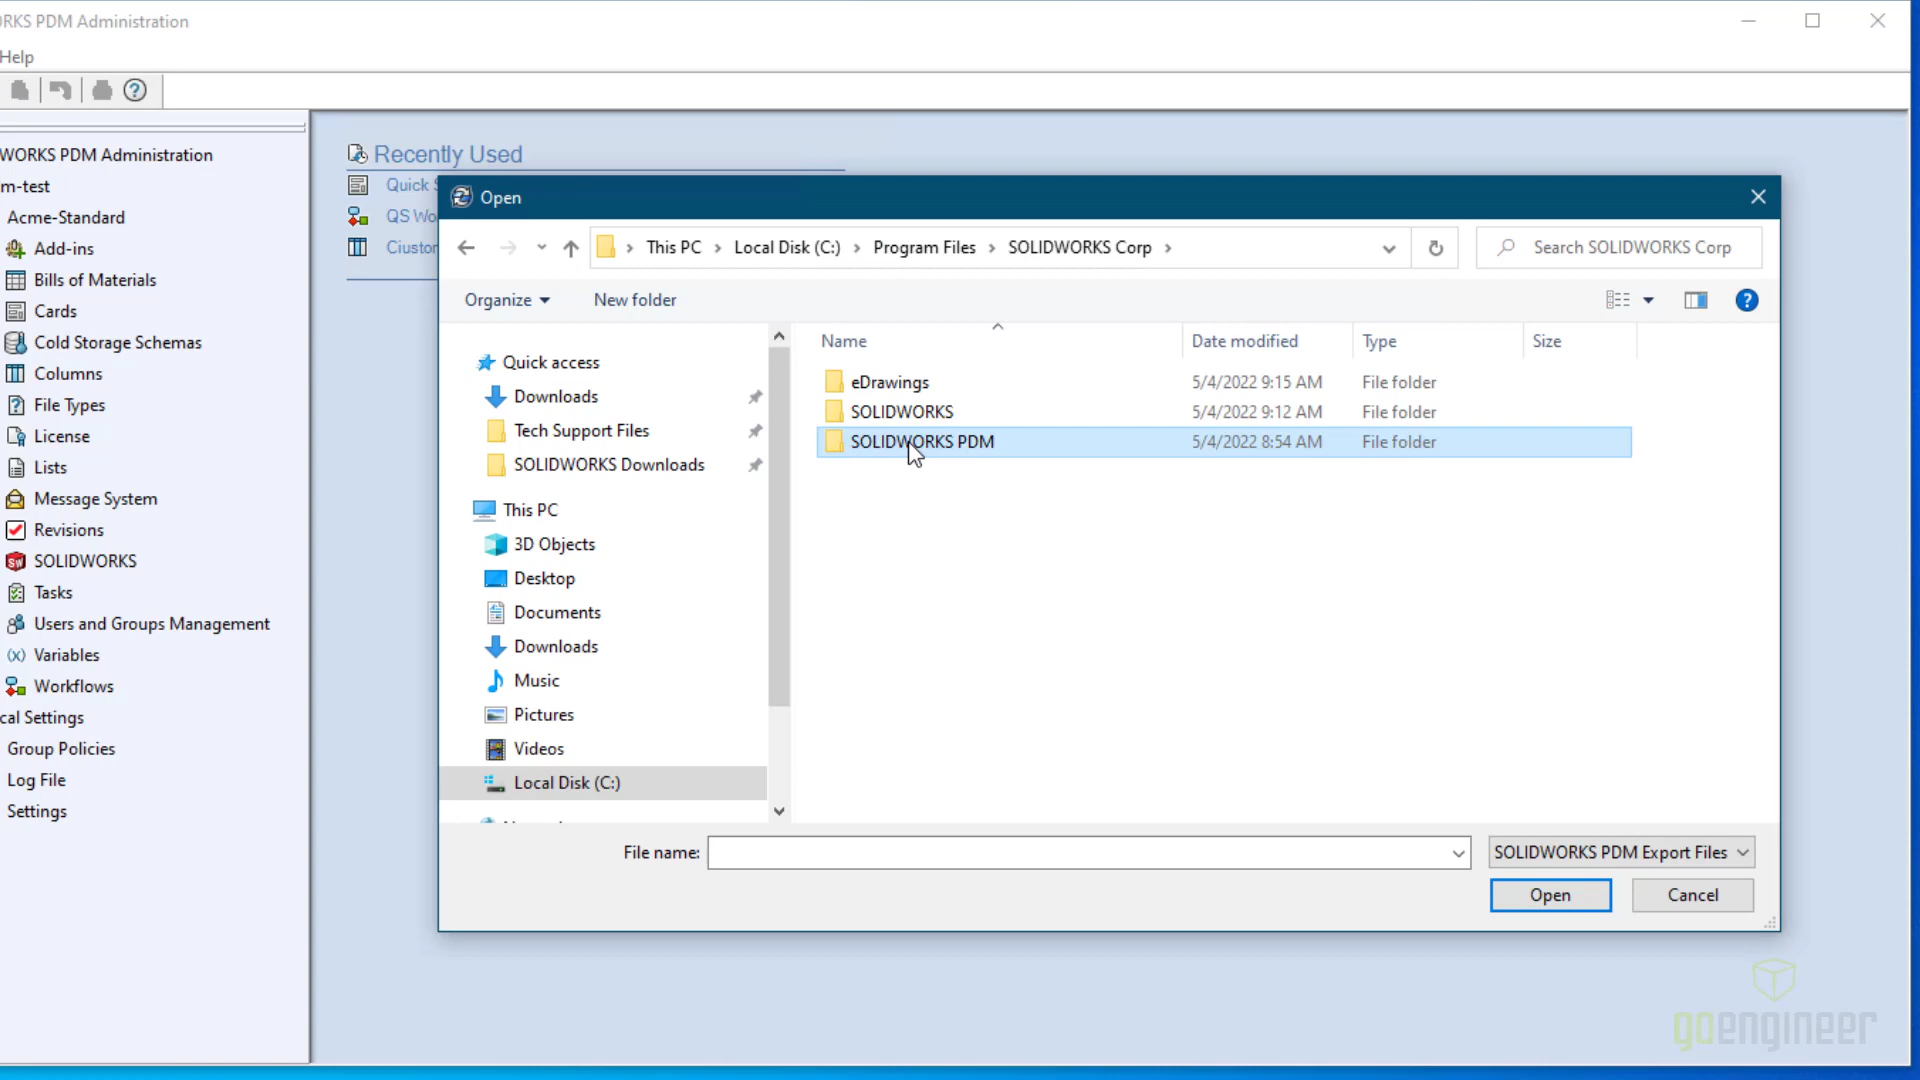 RKS PDM Administration
Help
WORKS PDM Administration
m-test
Acme-Standard
Add-ins
Bills of Materials
Cards
Cold Storage Schemas
Columns
File Types
License
Lists
Message System
Revisions
SOLIDWORKS
Tasks
Users and Groups Management
(x) Variables
Workflows
cal Settings
Group Policies
Log File
Settings
Recently Used
Quick S
QS Wo
Ciustor
Open
This PC > Local Disk (C:) > Program Files > SOLIDWORKS Corp >
Search SOLIDWORKS Corp
Organize
New folder
Quick access
Downloads
Tech Support Files
SOLIDWORKS Downloads
This PC
3D Objects
Desktop
Documents
Downloads
Music
Pictures
Videos
Local Disk (C:)
Name Date modified Type Size
eDrawings 5/4/2022 9:15 AM File folder
SOLIDWORKS 5/4/2022 9:12 AM File folder
SOLIDWORKS PDM 5/4/2022 8:54 AM File folder
File name:
SOLIDWORKS PDM Export Files
Open
Cancel
goengineer